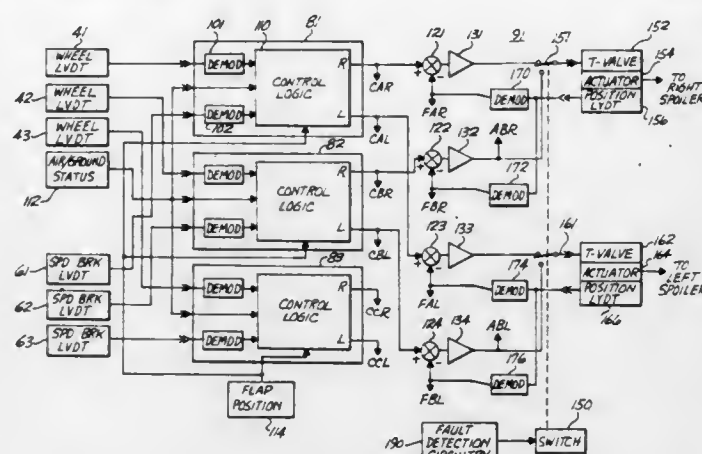 41
WHEEL
LVDT
42
WHEEL
LVDT
43
WHEEL
LVDT
AIR/GROUND
STATUS
112
61
SPD BRK
LVDT
62
SPD BRK
LVDT
63
SPD BRK
LVDT
101
110
81
DEMOD
CONTROL
LOGIC
R
L
DEMOD
102
82
DEMOD
CONTROL
LOGIC
R
L
DEMOD
83
DEMOD
CONTROL
LOGIC
R
L
DEMOD
FLAP
POSITION
114
CAR
CAL
CBR
CBL
CCR
CCL
121
131
91
151
+
-
FAR
170
DEMOD
122
132
ABR
+
-
FBR
172
DEMOD
123
133
161
+
-
FAL
174
DEMOD
124
134
ABL
+
-
FBL
176
DEMOD
152
T-VALVE
154
ACTUATOR
TO
RIGHT
SPOILER
POSITION
LVDT
156
162
T-VALVE
164
ACTUATOR
TO
LEFT
SPOILER
POSITION
LVDT
166
190
FAULT
DETECTION
CIRCUITRY
150
SWITCH